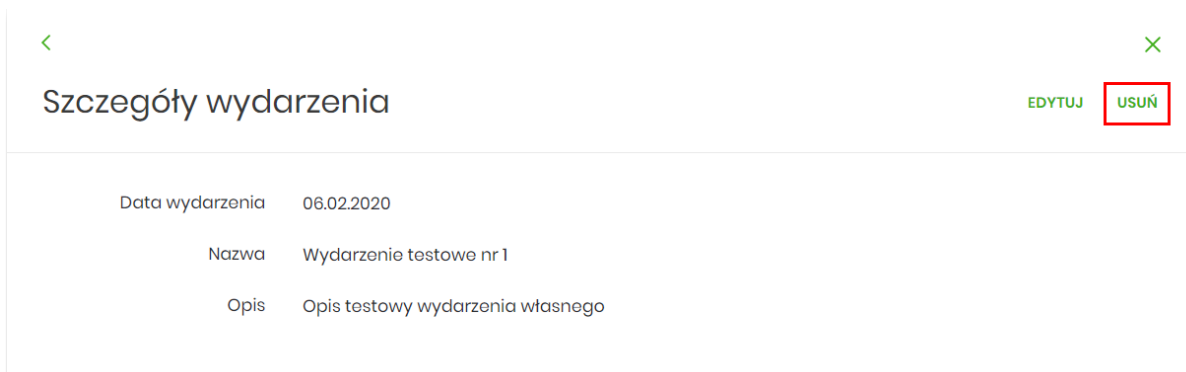 Szczegóły wydarzenia
EDYTUJ USUŃ
Data wydarzenia 06.02.2020
Nazwa Wydarzenie testowe nr 1
Opis Opis testowy wydarzenia własnego